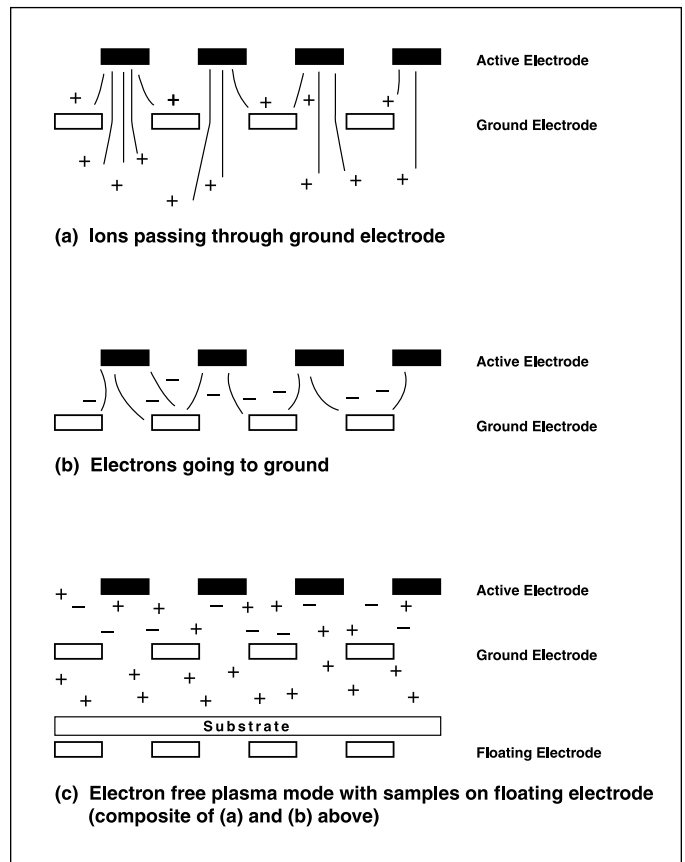 Active Electrode
Ground Electrode
(a) Ions passing through ground electrode
Active Electrode
Ground Electrode
(b) Electrons going to ground
Active Electrode
Ground Electrode
Substrate
Floating Electrode
(c) Electron free plasma mode with samples on floating electrode
(composite of (a) and (b) above)